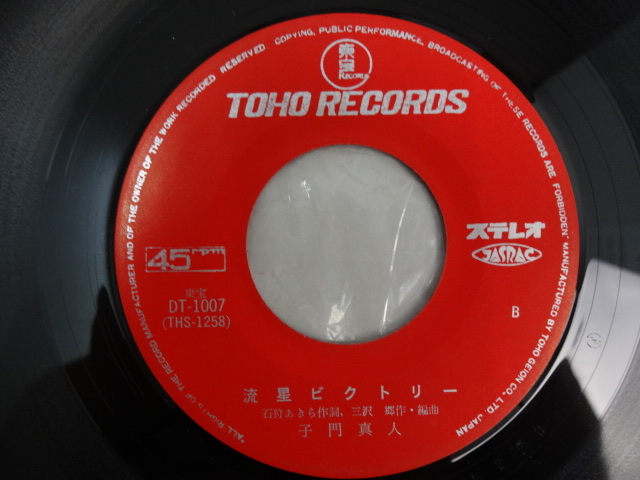 *ALL RIGHTS OF THE RECORD MANUFACTURER AND OF THE OWNER OF THE WORK RECORDED RESERVED. COPYING, PUBLIC PERFORMANCE, BROADCASTING OF THESE RECORDS ARE FORBIDDEN" MANUFACTURED BY TOHO GEION CO., LTD. JAPAN
東宝
RECORDS
TOHO RECORDS
45rpm
ステレオ
JASRAC
東宝
DT-1007
(THS-1258)
B
流星ビクトリー
石狩あきら作詞, 三沢 郷作・編曲
子門真人